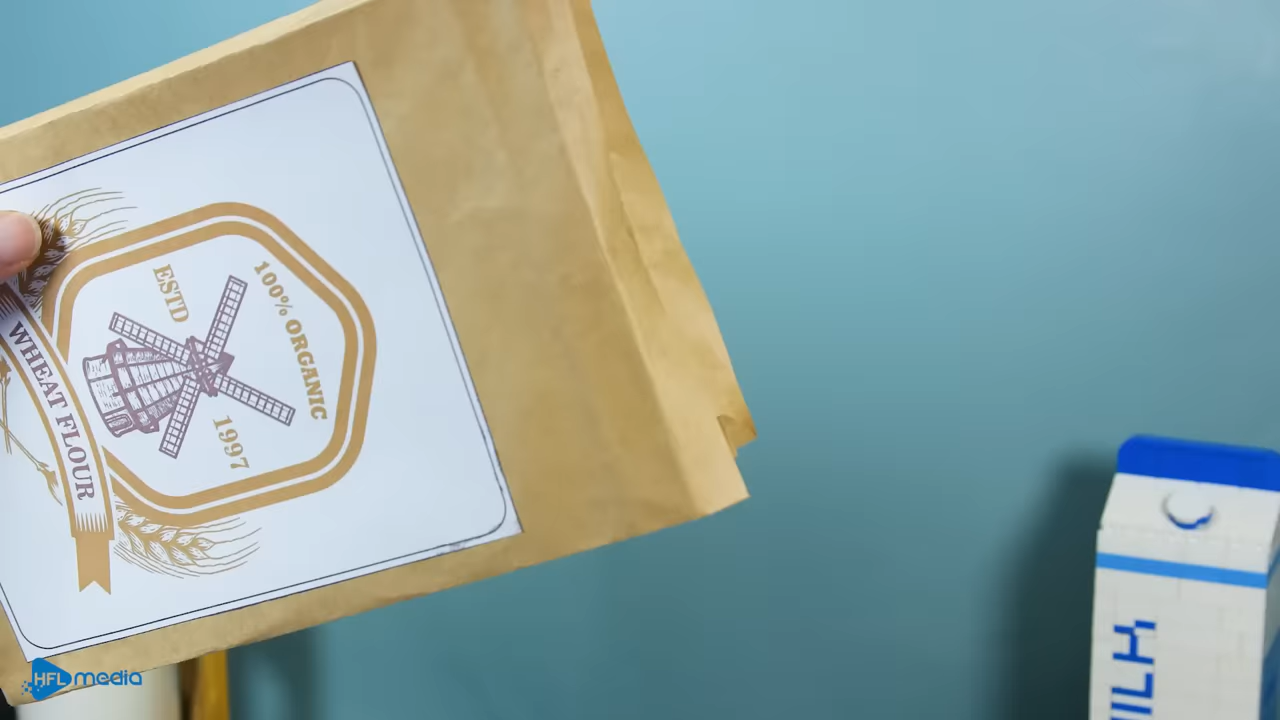 100% ORGANIC
ESTD
1997
WHEAT FLOUR
MILK
HFL media